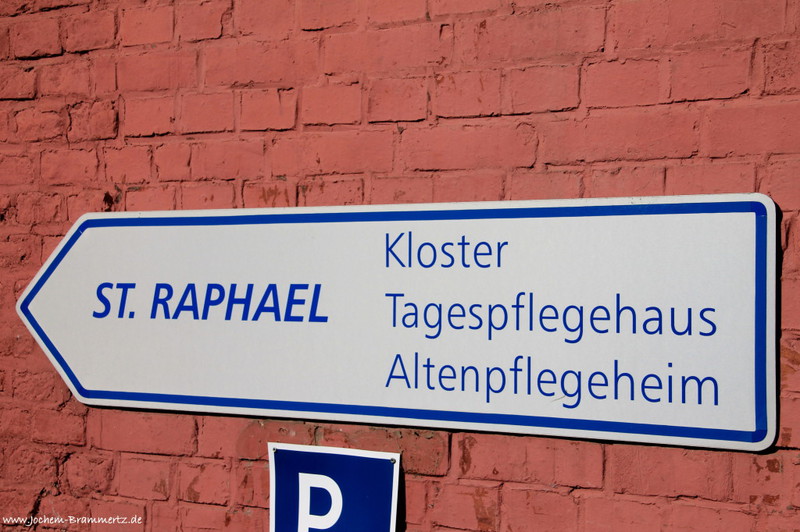 Kloster
ST. RAPHAEL
Tagespflegehaus
Altenpflegeheim
P
www.Jochem-Brammertz.de